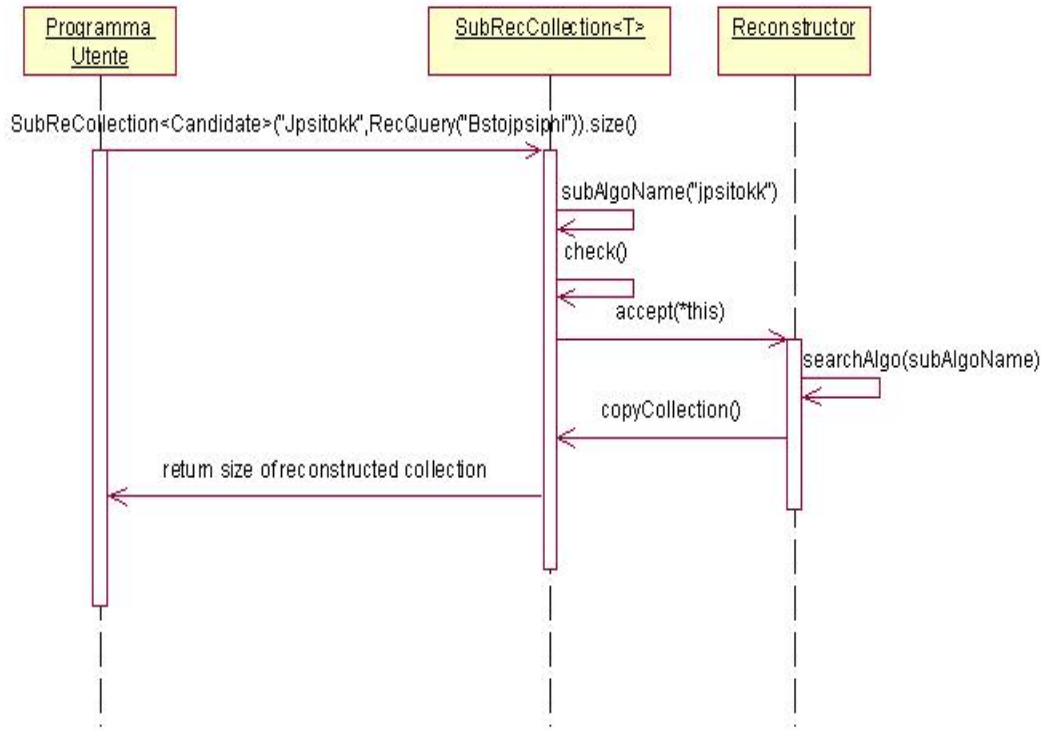 Programma
Utente
SubRecCollection<T>
Reconstructor
SubReCollection<Candidate>("Jpsitokk",RecQuery("Bstojpsiphi")).size()
subAlgoName("jpsitokk")
check()
accept(*this)
searchAlgo(subAlgoName)
copyCollection()
return size of reconstructed collection